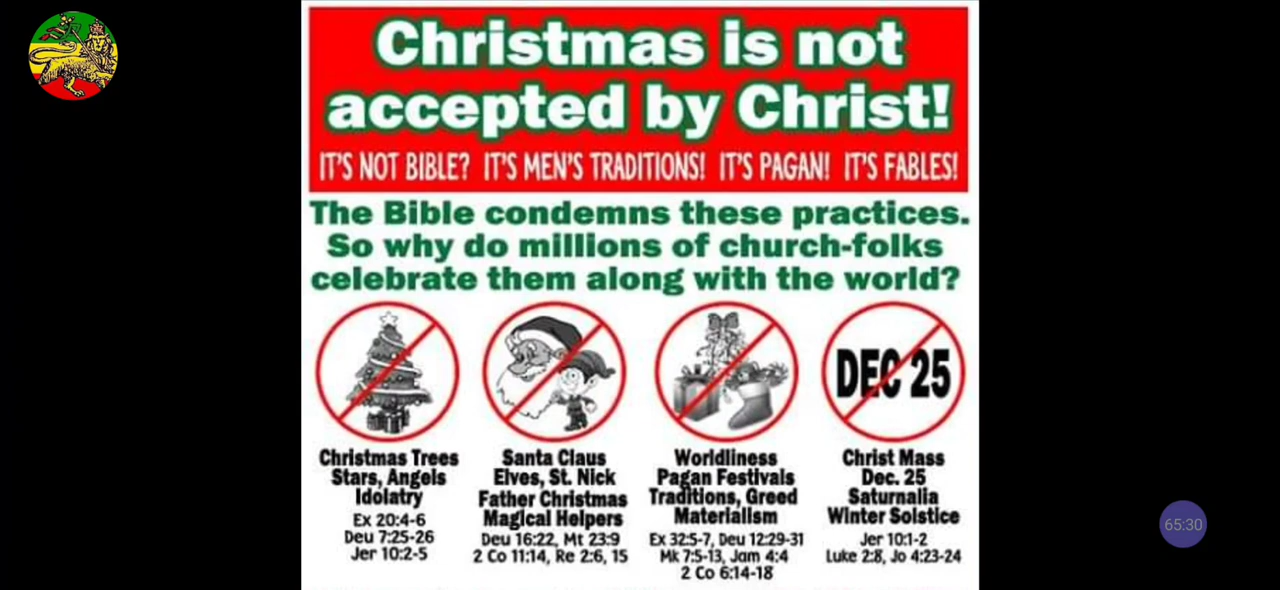 Christmas is not
accepted by Christ!
IT'S NOT BIBLE? IT'S MEN'S TRADITIONS! IT'S PAGAN! IT'S FABLES!
The Bible condemns these practices.
So why do millions of church-folks
celebrate them along with the world?
DEC 25
Christmas Trees
Stars, Angels
Idolatry
Ex 20:4-6
Deu 7:25-26
Jer 10:2-5
Santa Claus
Elves, St. Nick
Father Christmas
Magical Helpers
Deu 16:22, Mt 23:9
2 Co 11:14, Re 2:6, 15
Worldliness
Pagan Festivals
Traditions, Greed
Materialism
Ex 32:5-7, Deu 12:29-31
Mk 7:5-13, Jam 4:4
2 Co 6:14-18
Christ Mass
Dec. 25
Saturnalia
Winter Solstice
Jer 10:1-2
Luke 2:8, Jo 4:23-24
65:30